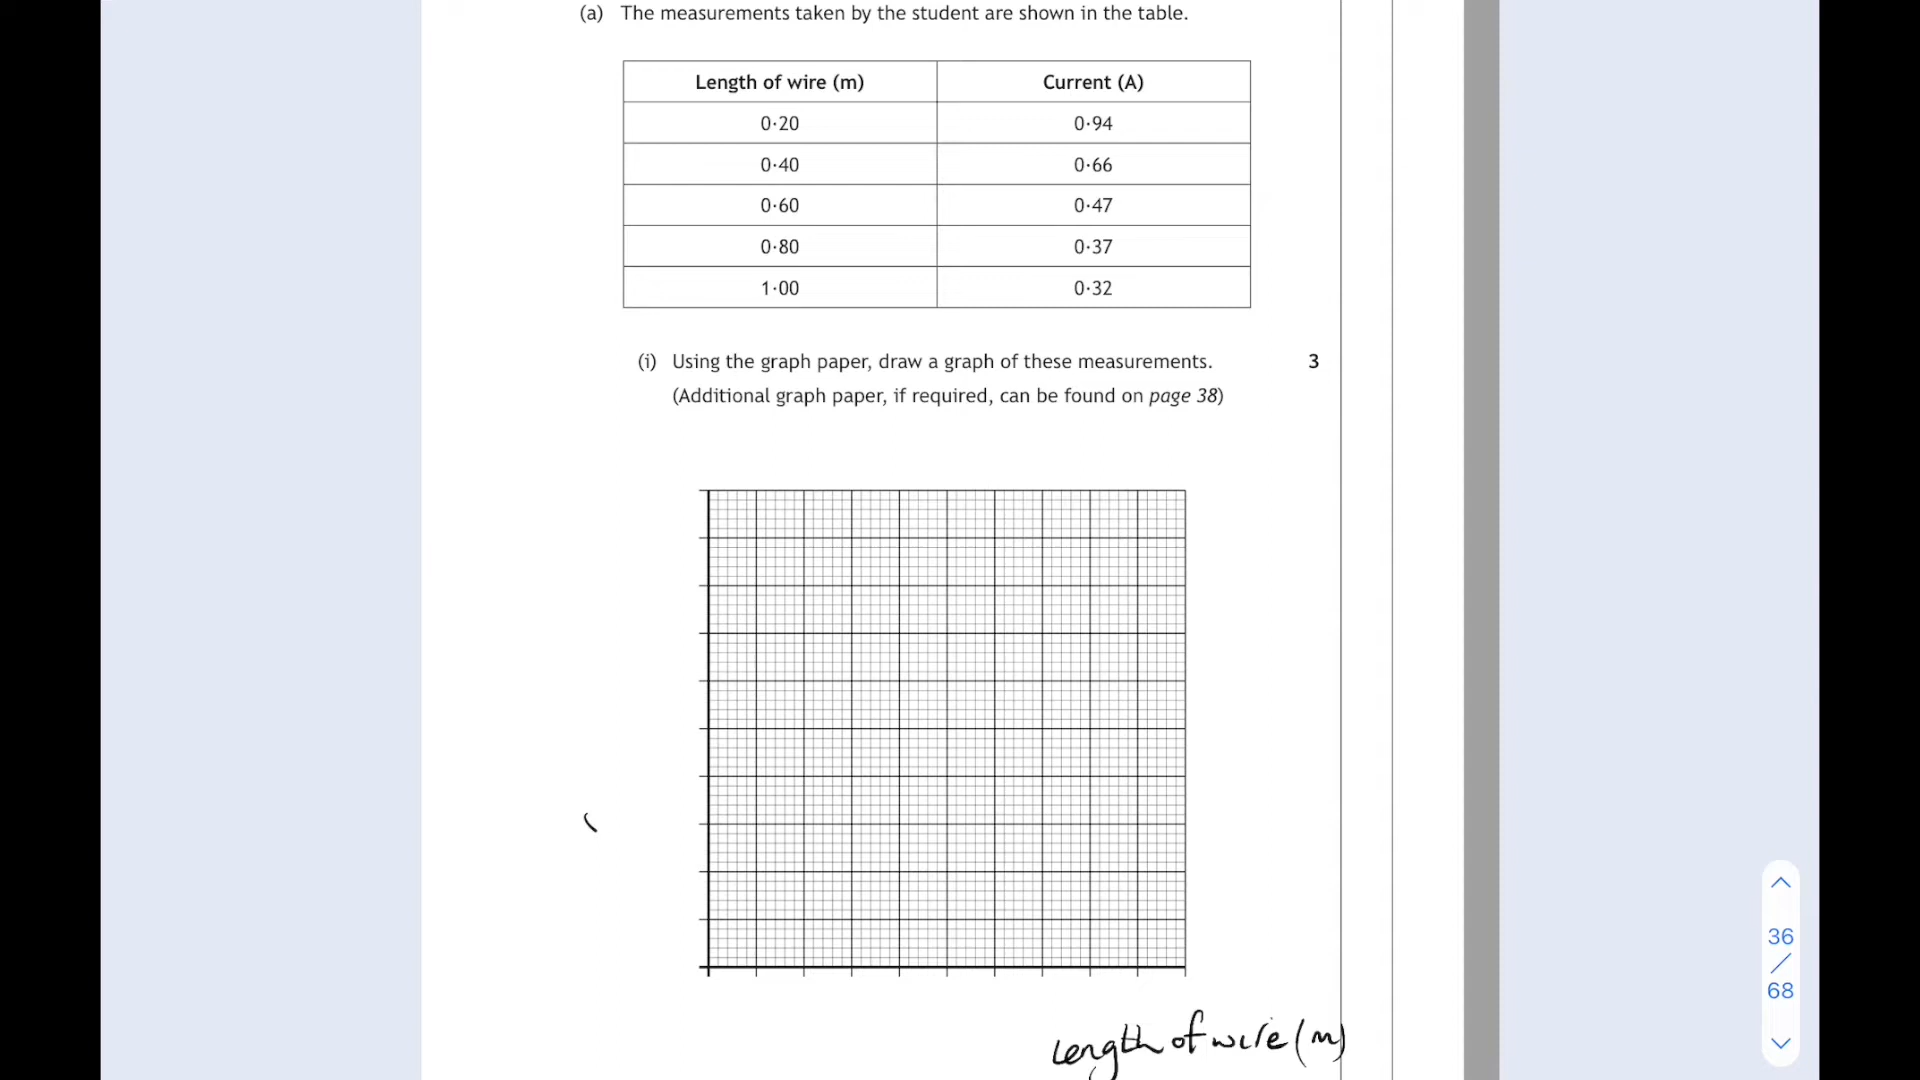 (a) The measurements taken by the student are shown in the table.
Length of wire (m) Current (A)
0·20 0·94
0·40 0·66
0·60 0·47
0·80 0·37
1·00 0·32
(i) Using the graph paper, draw a graph of these measurements. 3
(Additional graph paper, if required, can be found on page 38)
36
/
68
length of wire (m)